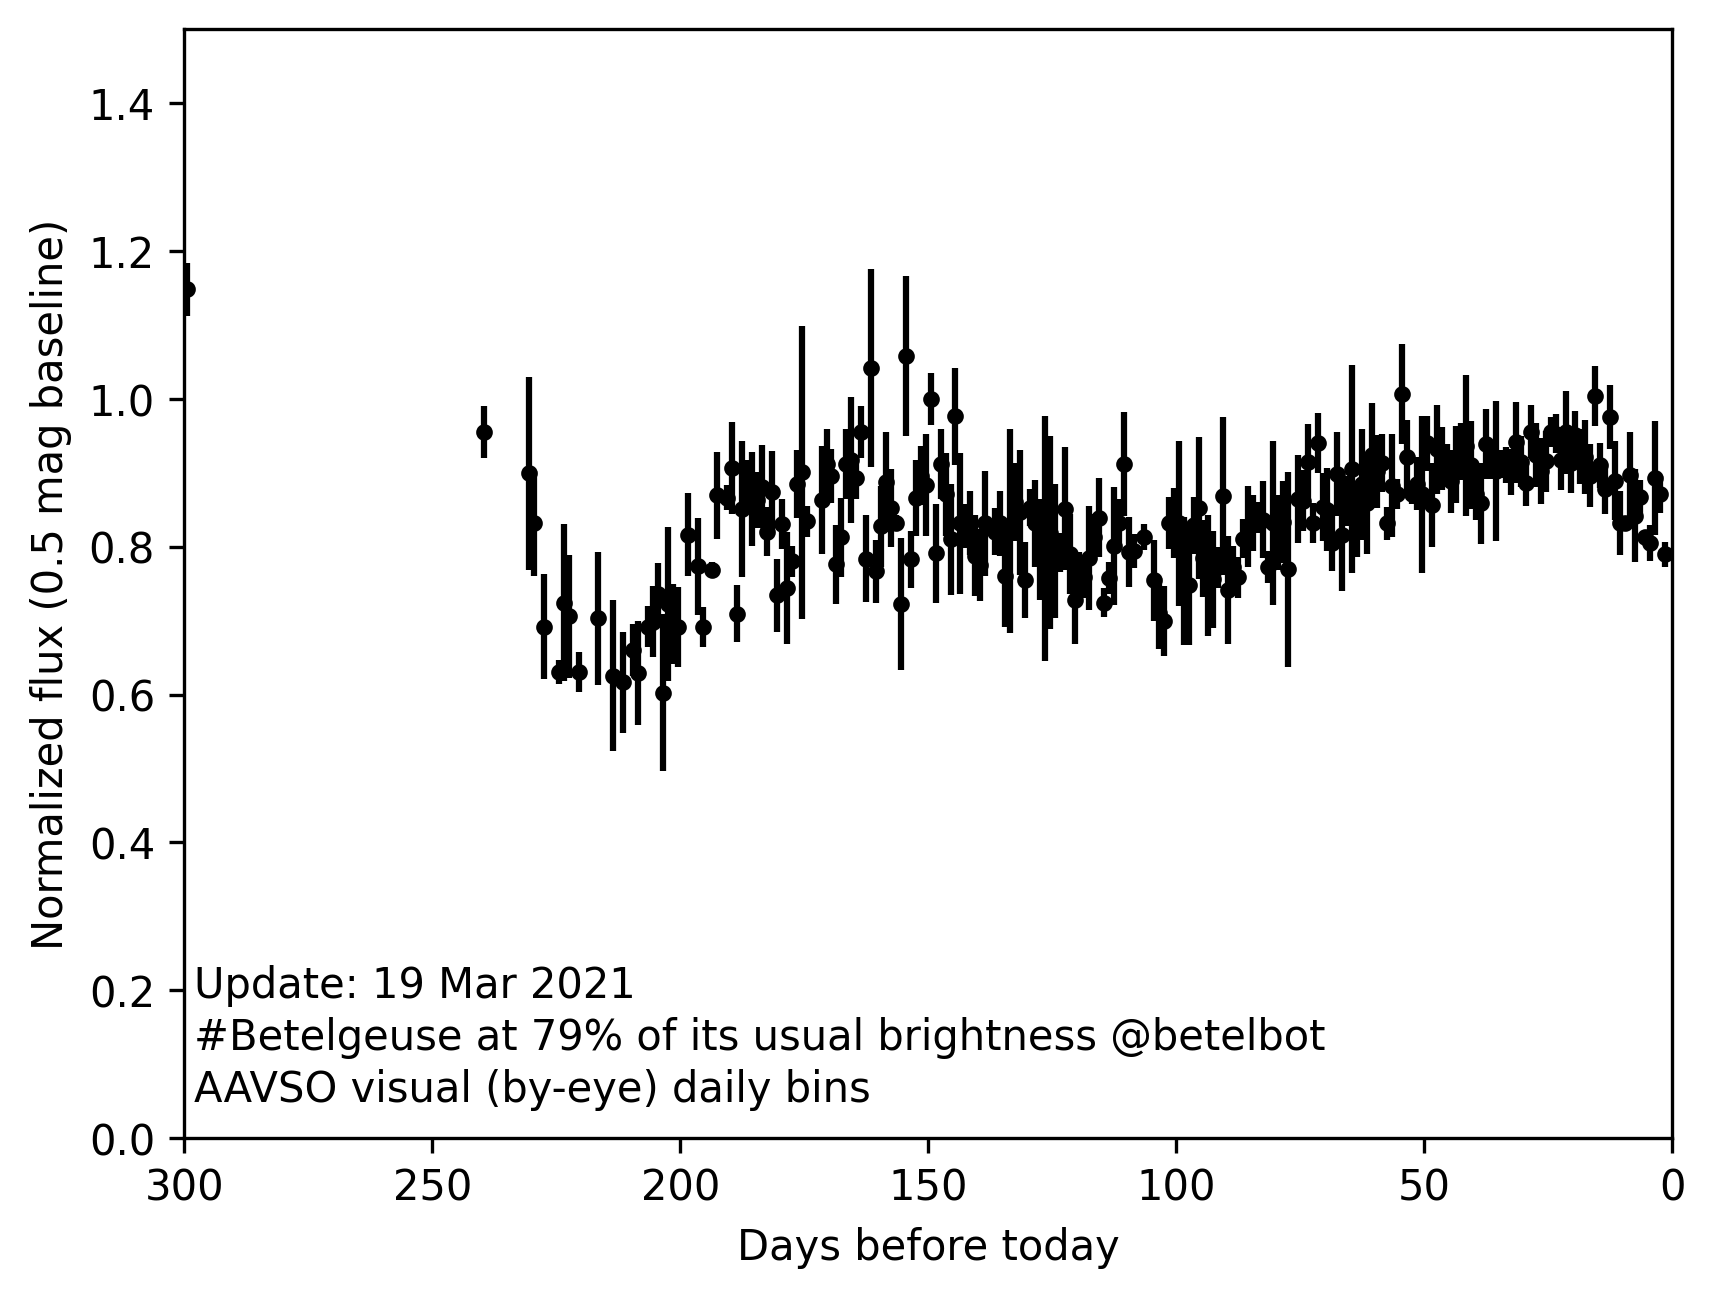 1.4
1.2
1.0
0.8
0.6
0.4
0.2
0.0
Normalized flux (0.5 mag baseline)
Update: 19 Mar 2021
#Betelgeuse at 79% of its usual brightness @betelbot
AAVSO visual (by-eye) daily bins
300 250 200 150 100 50 0
Days before today